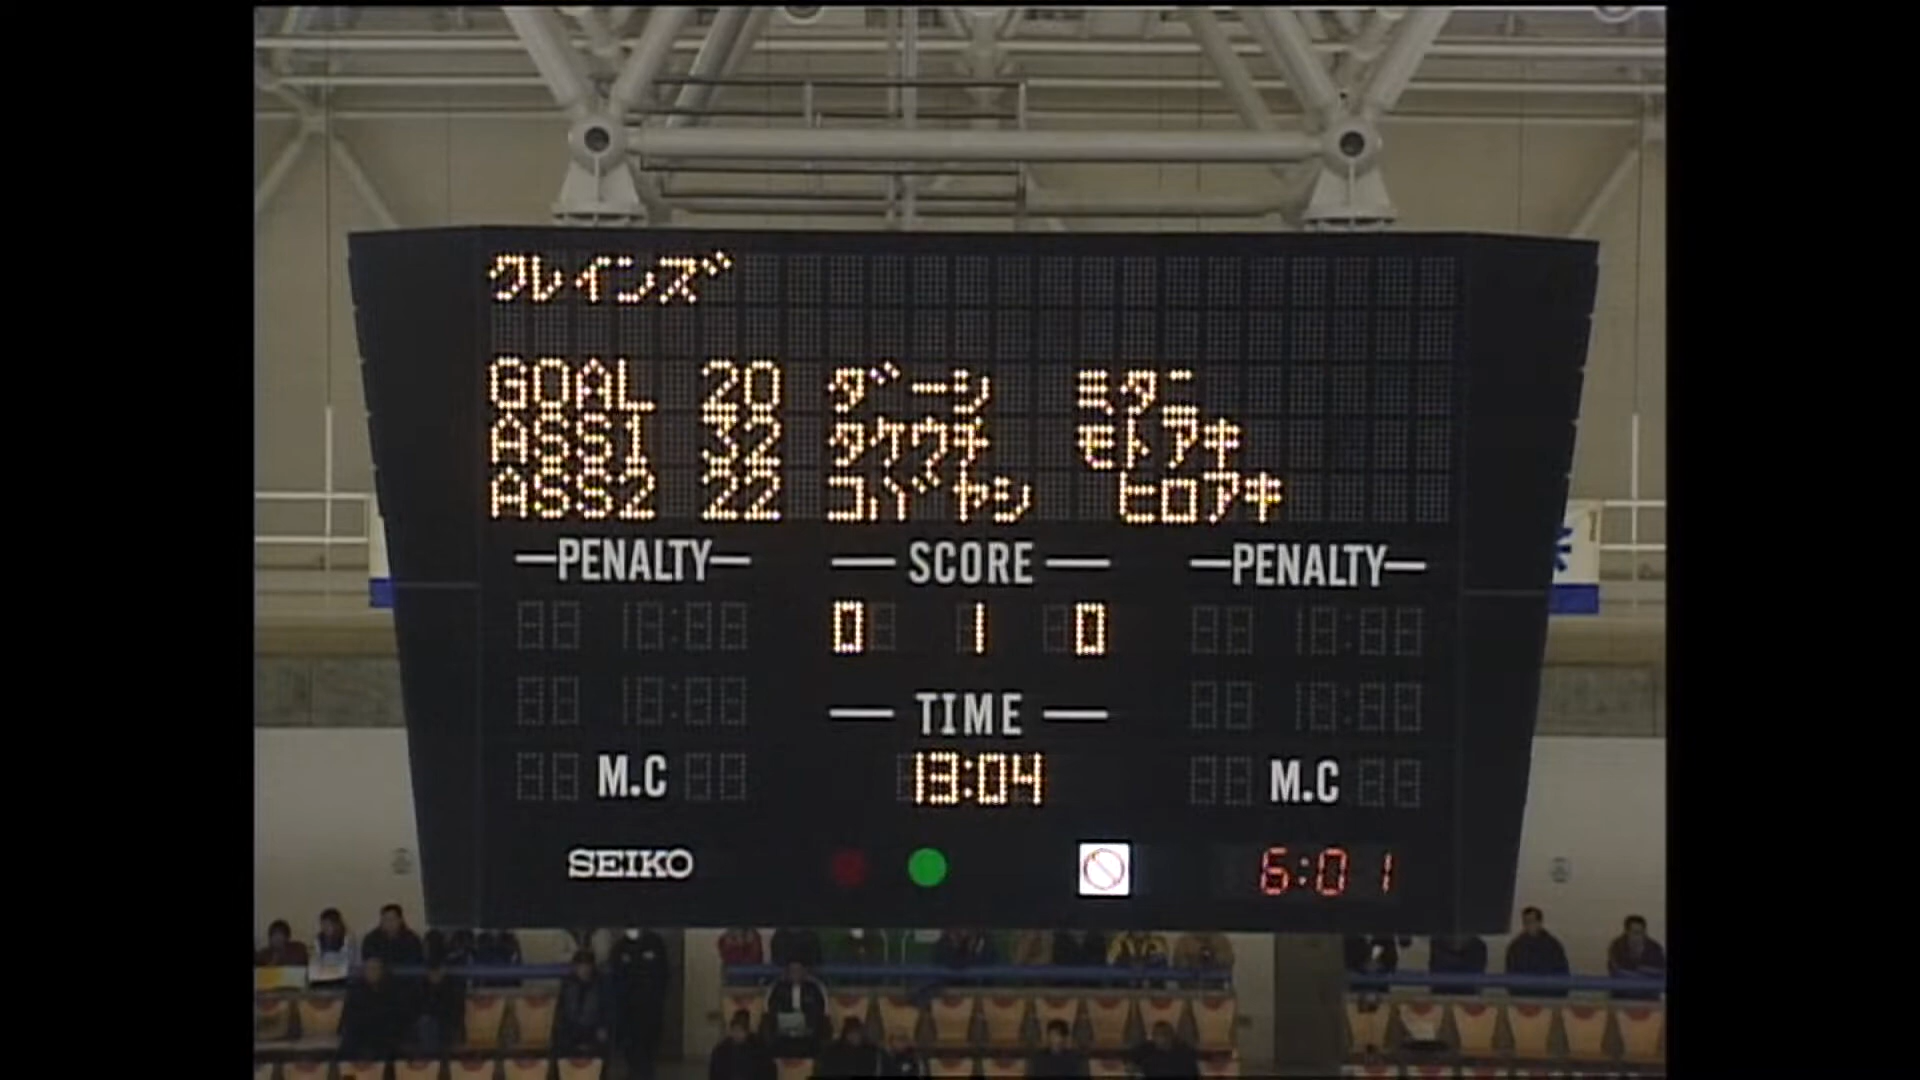 クレインズ
GOAL 20 ダーシ ミタニ
ASS1 32 タケウチ モトアキ
ASS2 22 コバヤシ ヒロアキ
PENALTY SCORE PENALTY
0 1 0
TIME
M.C 13:04 M.C
SEIKO 6:01